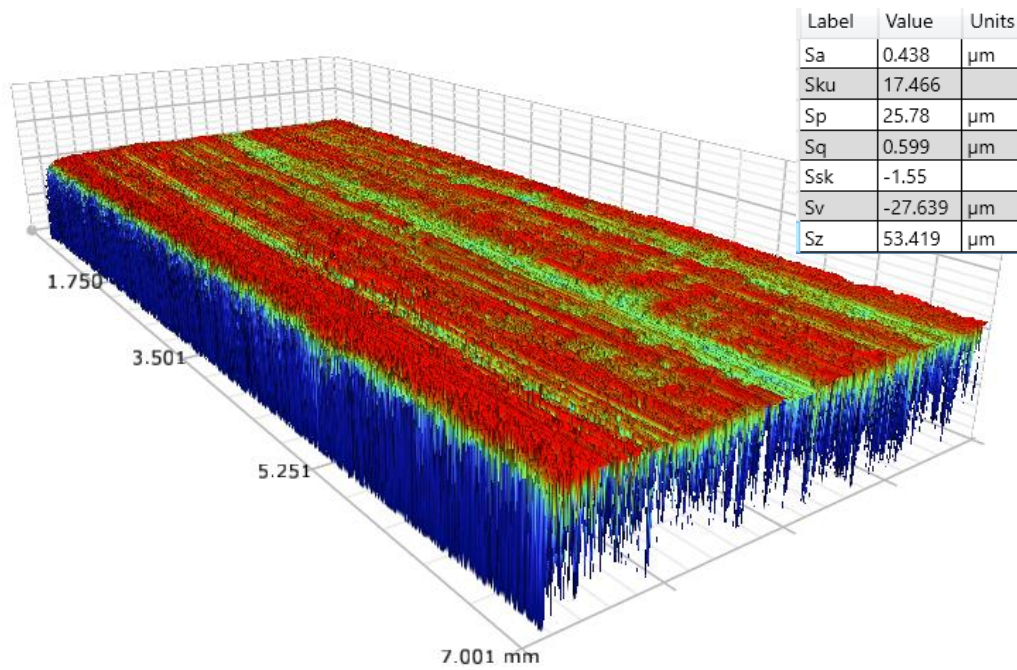 Label Value Units
Sa 0.438 µm
Sku 17.466
Sp 25.78 µm
Sq 0.599 µm
Ssk -1.55
Sv -27.639 µm
Sz 53.419 µm
1.750
3.501
5.251
7.001 mm